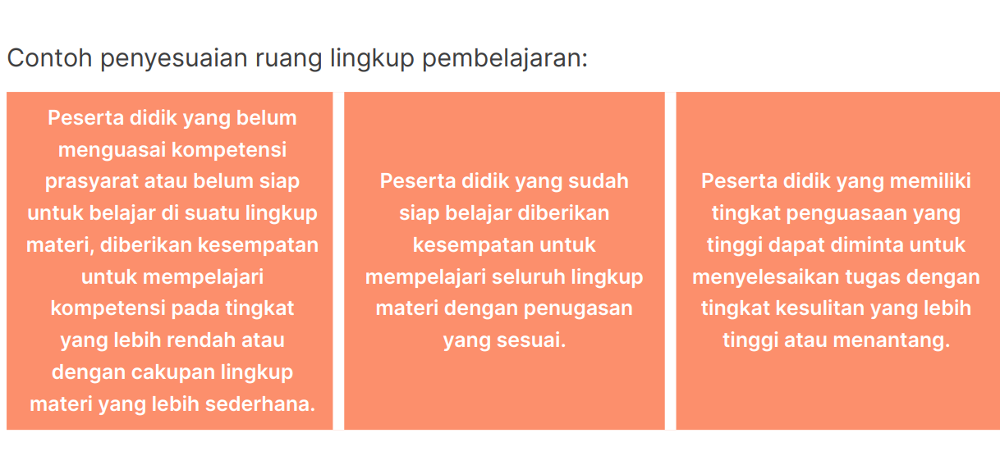 Contoh penyesuaian ruang lingkup pembelajaran:
Peserta didik yang belum
menguasai kompetensi
prasyarat atau belum siap
untuk belajar di suatu lingkup
materi, diberikan kesempatan
untuk mempelajari
kompetensi pada tingkat
yang lebih rendah atau
dengan cakupan lingkup
materi yang lebih sederhana.
Peserta didik yang sudah
siap belajar diberikan
kesempatan untuk
mempelajari seluruh lingkup
materi dengan penugasan
yang sesuai.
Peserta didik yang memiliki
tingkat penguasaan yang
tinggi dapat diminta untuk
menyelesaikan tugas dengan
tingkat kesulitan yang lebih
tinggi atau menantang.